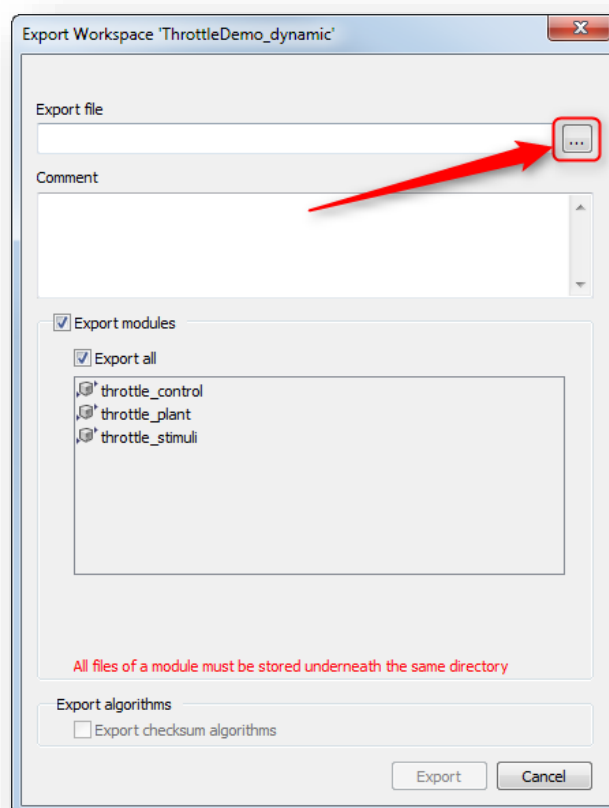 Export Workspace 'ThrottleDemo_dynamic'
Export file
...
Comment
Export modules
Export all
throttle_control
throttle_plant
throttle_stimuli
All files of a module must be stored underneath the same directory
Export algorithms
Export checksum algorithms
Export Cancel